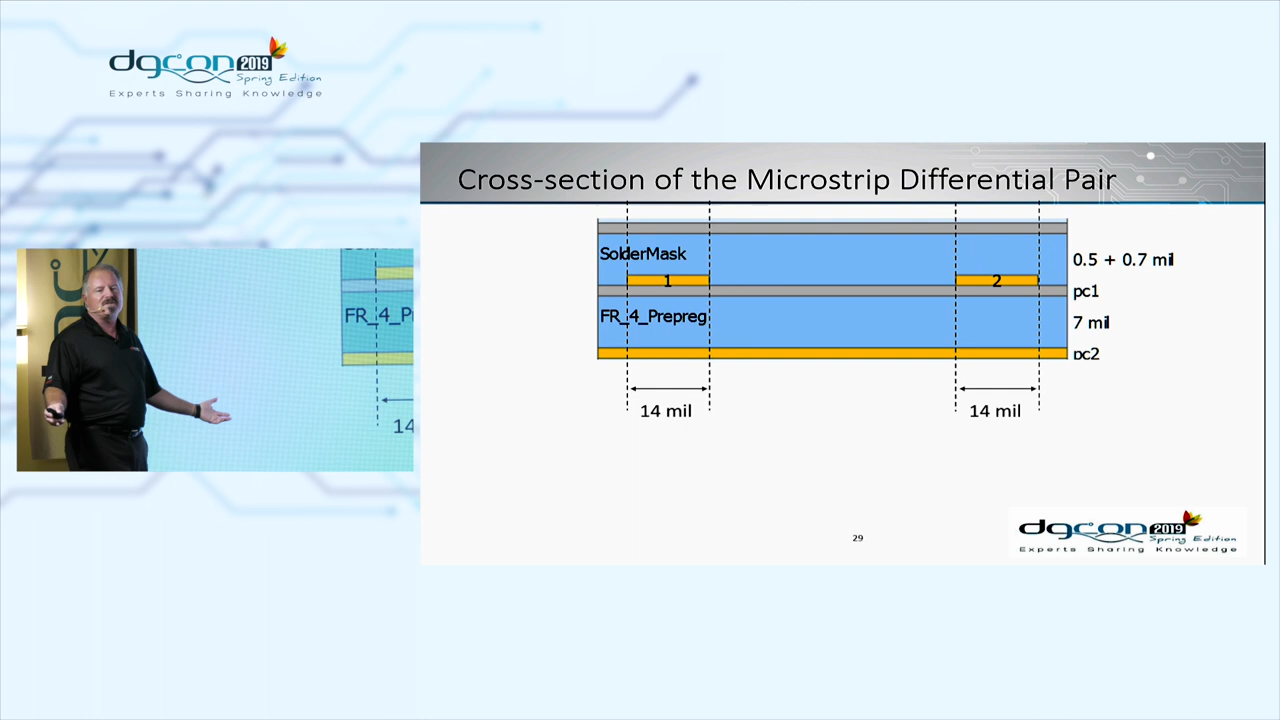 dgcon 2019
Spring Edition
Experts Sharing Knowledge
Cross-section of the Microstrip Differential Pair
SolderMask
1
2
0.5 + 0.7 mil
pc1
FR_4_Prepreg
7 mil
pc2
14 mil
14 mil
FR_4_P
14
29
dgcon 2019
Spring Edition
Experts Sharing Knowledge